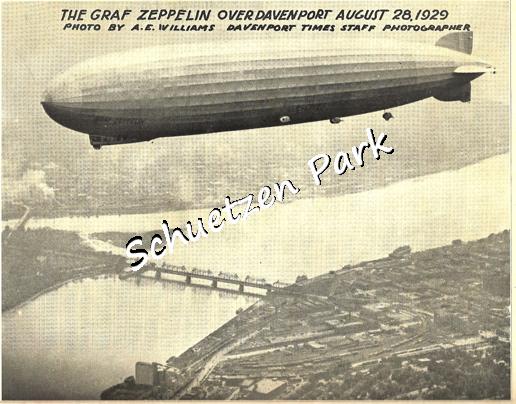 THE GRAF ZEPPELIN OVER DAVENPORT AUGUST 28, 1929
PHOTO BY A.E. WILLIAMS DAVENPORT TIMES STAFF PHOTOGRAPHER
Schuetzen Park